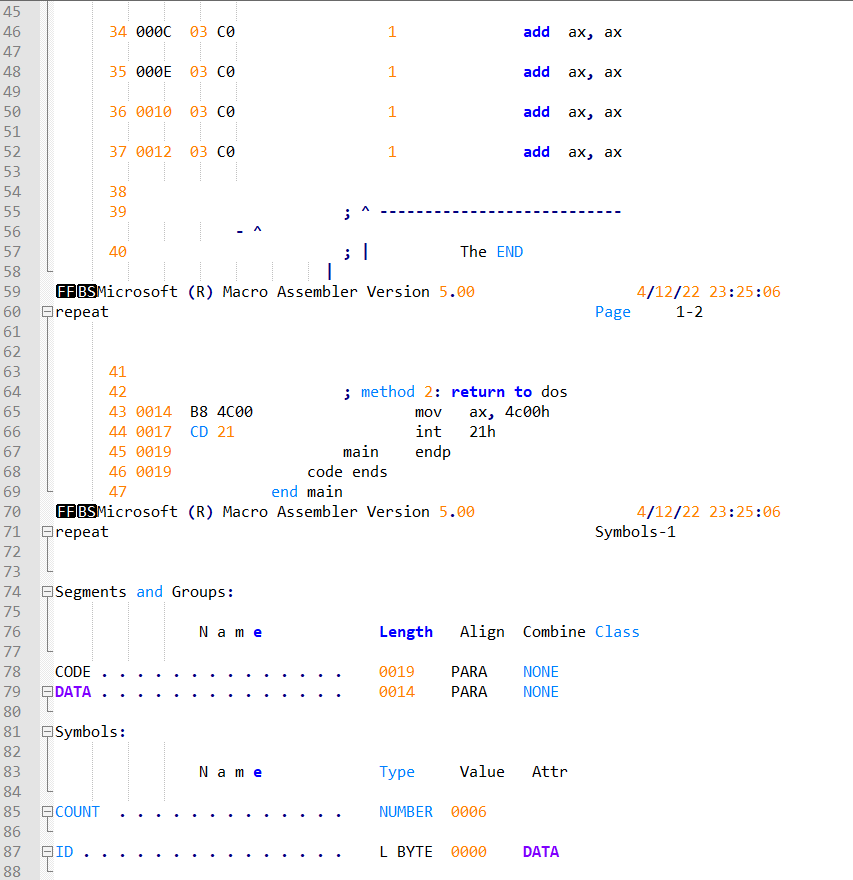 45
46 34 000C 03 C0 1 add ax, ax
47
48 35 000E 03 C0 1 add ax, ax
49
50 36 0010 03 C0 1 add ax, ax
51
52 37 0012 03 C0 1 add ax, ax
53
54 38
55 39 ; ^ ---------------------------
56 - ^
57 40 ; | The END
58 |
59 FFBSMicrosoft (R) Macro Assembler Version 5.00 4/12/22 23:25:06
60 repeat Page 1-2
61
62
63 41
64 42 ; method 2: return to dos
65 43 0014 B8 4C00 mov ax, 4c00h
66 44 0017 CD 21 int 21h
67 45 0019 main endp
68 46 0019 code ends
69 47 end main
70 FFBSMicrosoft (R) Macro Assembler Version 5.00 4/12/22 23:25:06
71 repeat Symbols-1
72
73
74 Segments and Groups:
75
76 N a m e Length Align Combine Class
77
78 CODE . . . . . . . . . . . . . . 0019 PARA NONE
79 DATA . . . . . . . . . . . . . . 0014 PARA NONE
80
81 Symbols:
82
83 N a m e Type Value Attr
84
85 COUNT . . . . . . . . . . . . . NUMBER 0006
86
87 ID . . . . . . . . . . . . . . . L BYTE 0000 DATA
88